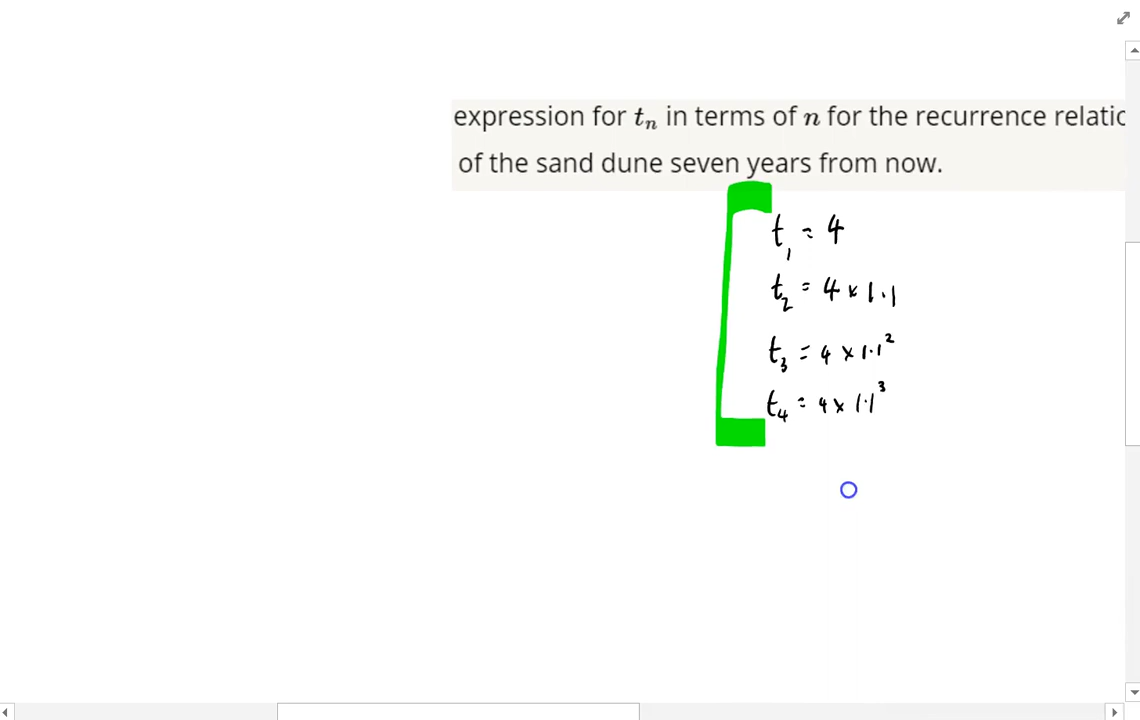 expression for tₙ in terms of n for the recurrence relatic
of the sand dune seven years from now.
t₁ = 4
t₂ = 4 × 1.1
t₃ = 4 × 1.1²
t₄ = 4 × 1.1³